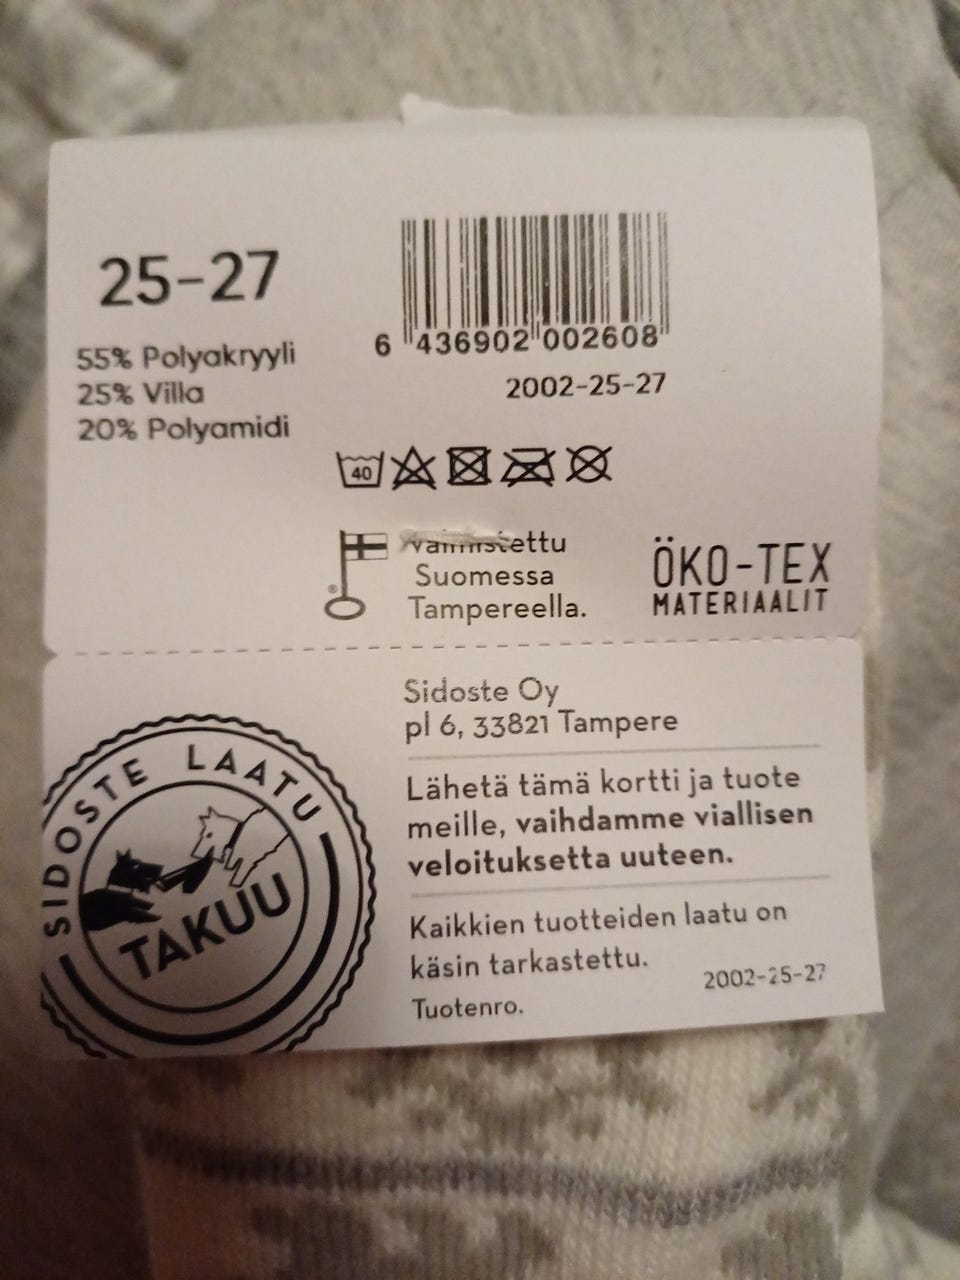 25-27
55% Polyakryyli
25% Villa
20% Polyamidi
6 436902 002608
2002-25-27
40
Valmistettu
Suomessa
Tampereella.
ÖKO-TEX
MATERIAALIT
SIDOSTE LAATU
TAKUU
Sidoste Oy
pl 6, 33821 Tampere
Lähetä tämä kortti ja tuote
meille, vaihdamme viallisen
veloituksetta uuteen.
Kaikkien tuotteiden laatu on
käsin tarkastettu.
Tuotenro. 2002-25-27